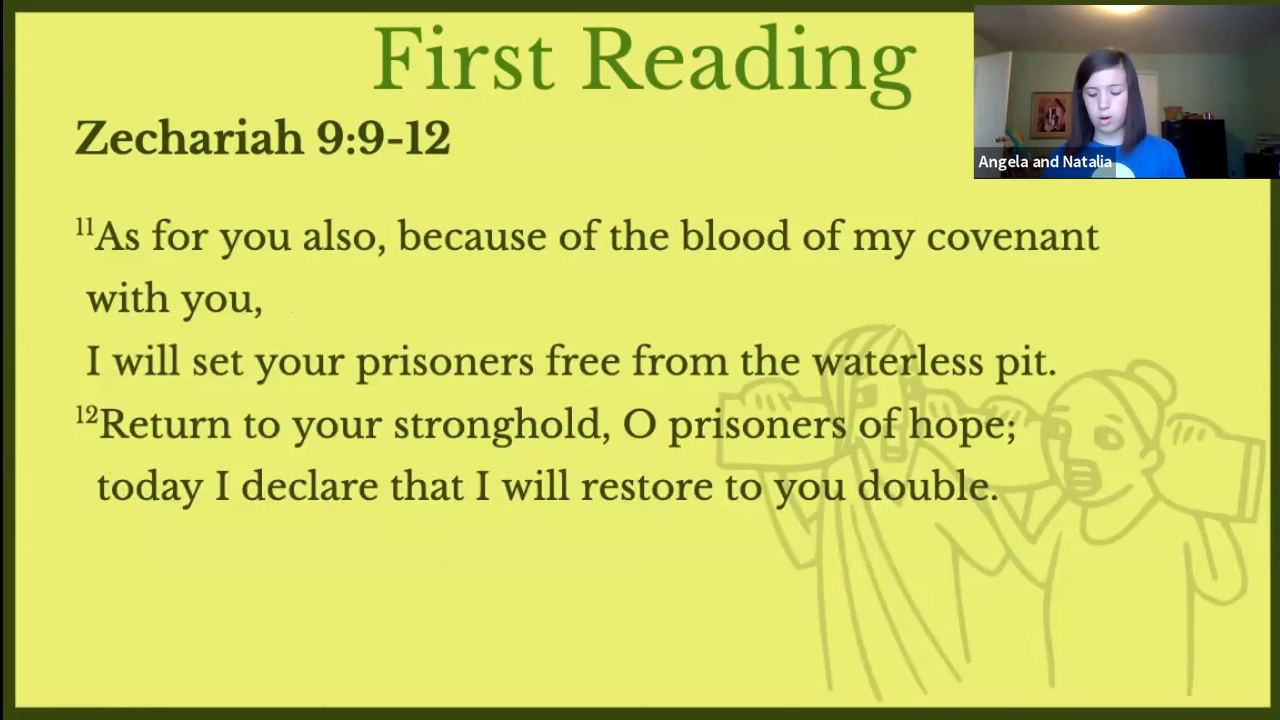 First Reading
Zechariah 9:9-12
11As for you also, because of the blood of my covenant
with you,
I will set your prisoners free from the waterless pit.
12Return to your stronghold, O prisoners of hope;
today I declare that I will restore to you double.
Angela and Natalia